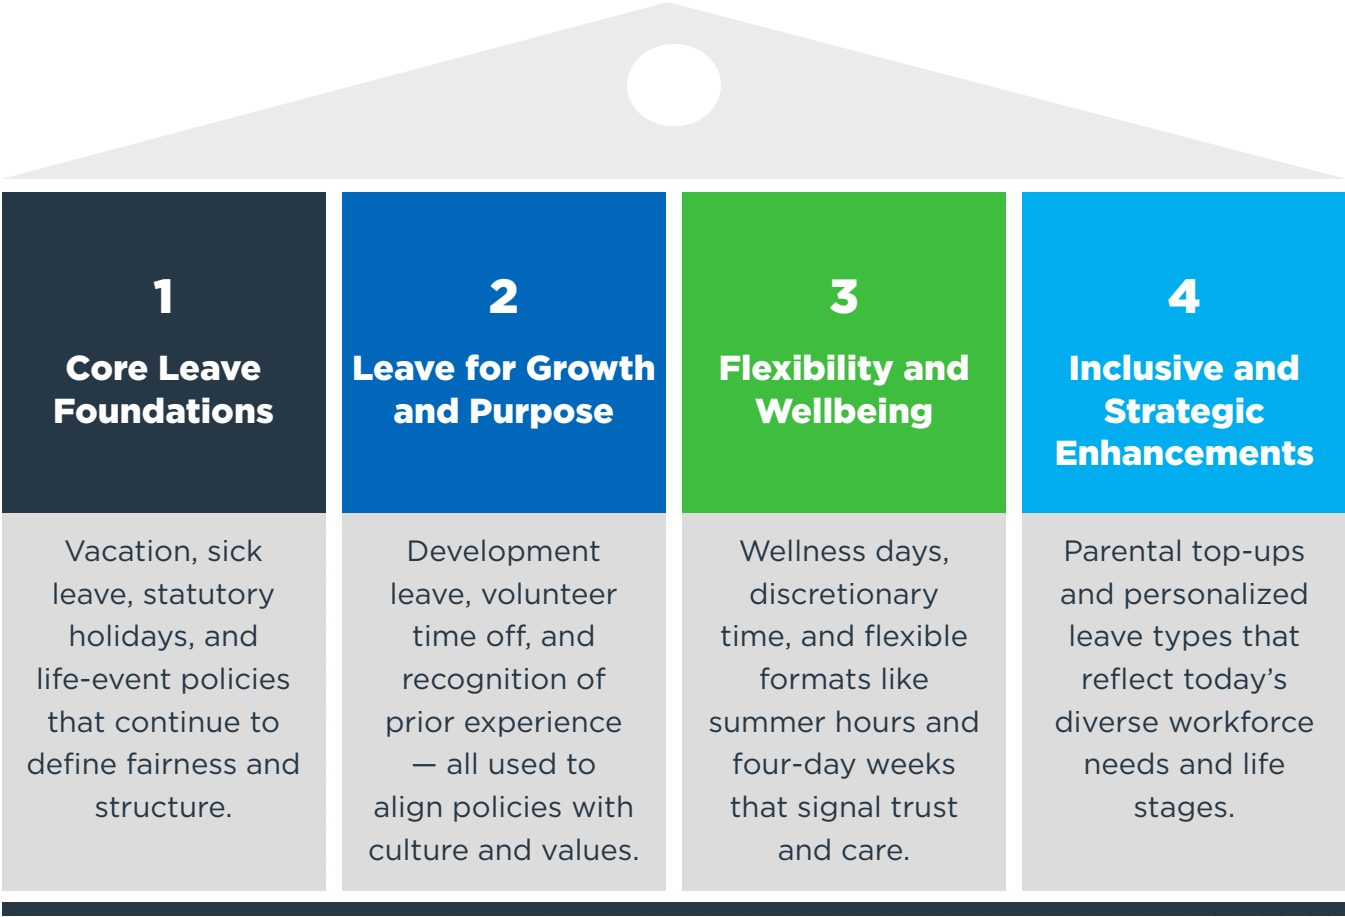 1
Core Leave
Foundations
Vacation, sick
leave, statutory
holidays, and
life-event policies
that continue to
define fairness and
structure.
2
Leave for Growth
and Purpose
Development
leave, volunteer
time off, and
recognition of
prior experience
— all used to
align policies with
culture and values.
3
Flexibility and
Wellbeing
Wellness days,
discretionary
time, and flexible
formats like
summer hours and
four-day weeks
that signal trust
and care.
4
Inclusive and
Strategic
Enhancements
Parental top-ups
and personalized
leave types that
reflect today’s
diverse workforce
needs and life
stages.